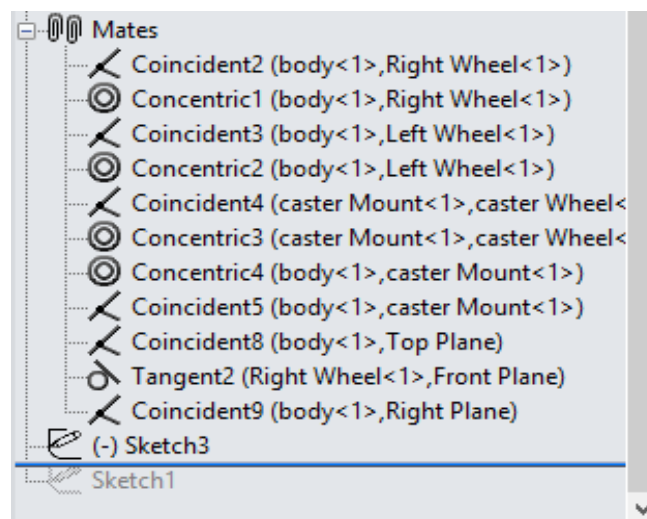 Mates
Coincident2 (body<1>,Right Wheel<1>)
Concentric1 (body<1>,Right Wheel<1>)
Coincident3 (body<1>,Left Wheel<1>)
Concentric2 (body<1>,Left Wheel<1>)
Coincident4 (caster Mount<1>,caster Wheel<
Concentric3 (caster Mount<1>,caster Wheel<
Concentric4 (body<1>,caster Mount<1>)
Coincident5 (body<1>,caster Mount<1>)
Coincident8 (body<1>,Top Plane)
Tangent2 (Right Wheel<1>,Front Plane)
Coincident9 (body<1>,Right Plane)
(-) Sketch3
Sketch1